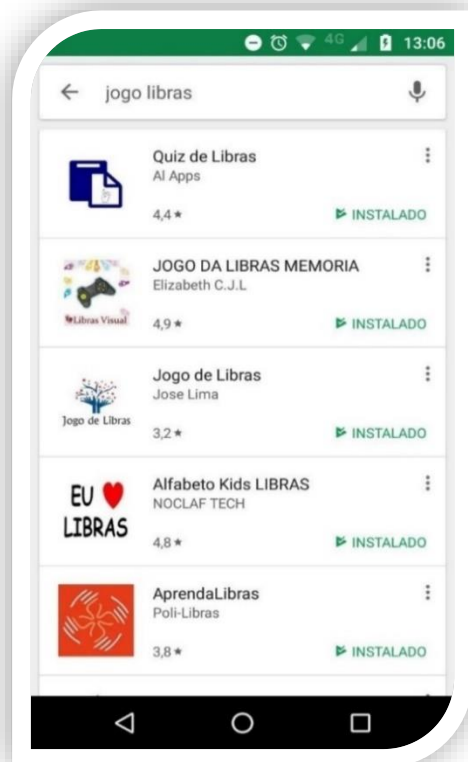 4G 13:06
jogo libras
Quiz de Libras
Al Apps
4,4 ★
INSTALADO
JOGO DA LIBRAS MEMORIA
Elizabeth C.J.L
Libras Visual
4,9 ★
INSTALADO
Jogo de Libras
Jose Lima
Jogo de Libras
3,2 ★
INSTALADO
Alfabeto Kids LIBRAS
NOCLAF TECH
EU
LIBRAS
4,8 ★
INSTALADO
AprendaLibras
Poli-Libras
3,8 ★
INSTALADO